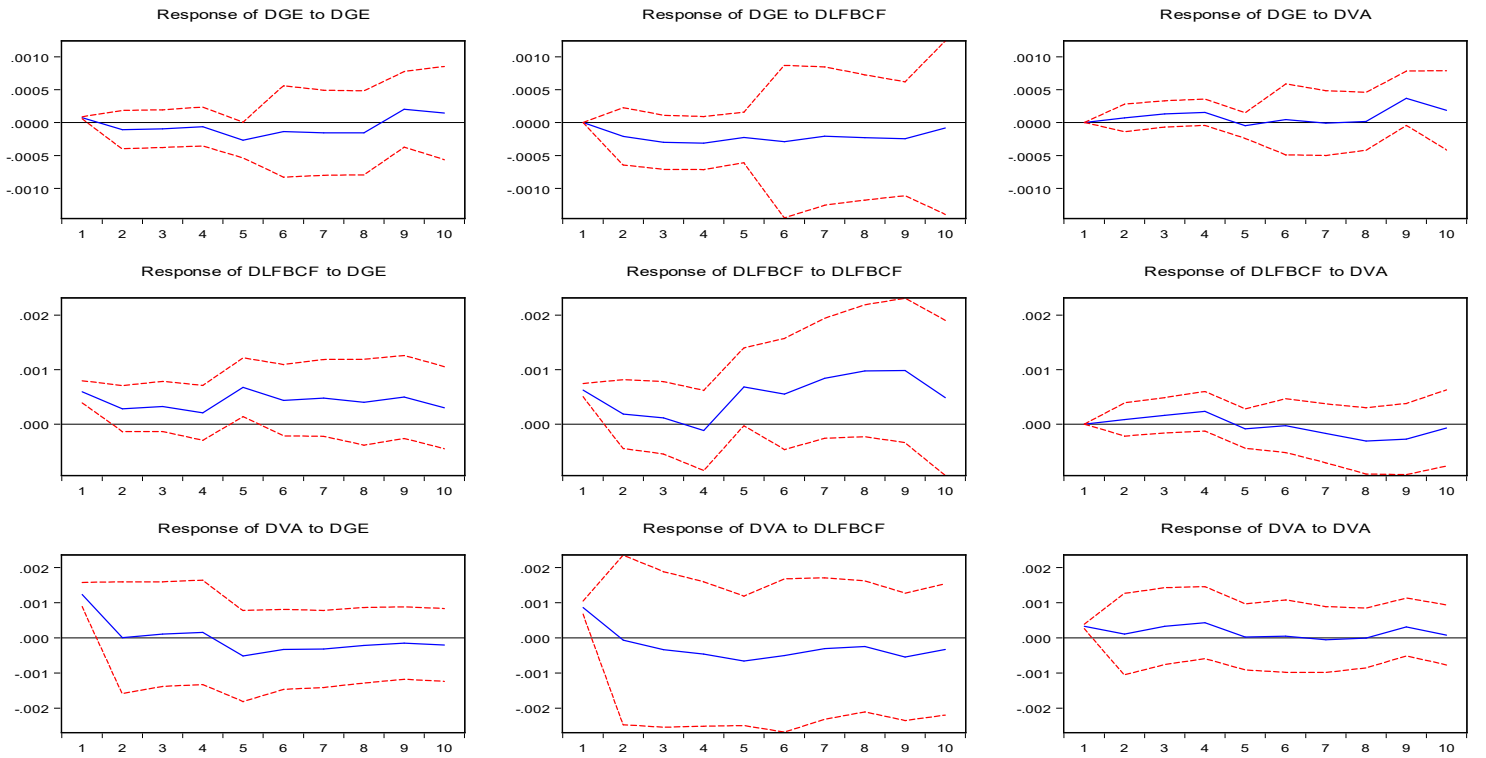 Response of DGE to DGE
Response of DGE to DLFBCF
Response of DGE to DVA
.0010
.0005
.0000
-.0005
-.0010
1 2 3 4 5 6 7 8 9 10
.0010
.0005
.0000
-.0005
-.0010
1 2 3 4 5 6 7 8 9 10
.0010
.0005
.0000
-.0005
-.0010
1 2 3 4 5 6 7 8 9 10
Response of DLFBCF to DGE
Response of DLFBCF to DLFBCF
Response of DLFBCF to DVA
.002
.001
.000
1 2 3 4 5 6 7 8 9 10
.002
.001
.000
1 2 3 4 5 6 7 8 9 10
.002
.001
.000
1 2 3 4 5 6 7 8 9 10
Response of DVA to DGE
Response of DVA to DLFBCF
Response of DVA to DVA
.002
.001
.000
-.001
-.002
1 2 3 4 5 6 7 8 9 10
.002
.001
.000
-.001
-.002
1 2 3 4 5 6 7 8 9 10
.002
.001
.000
-.001
-.002
1 2 3 4 5 6 7 8 9 10